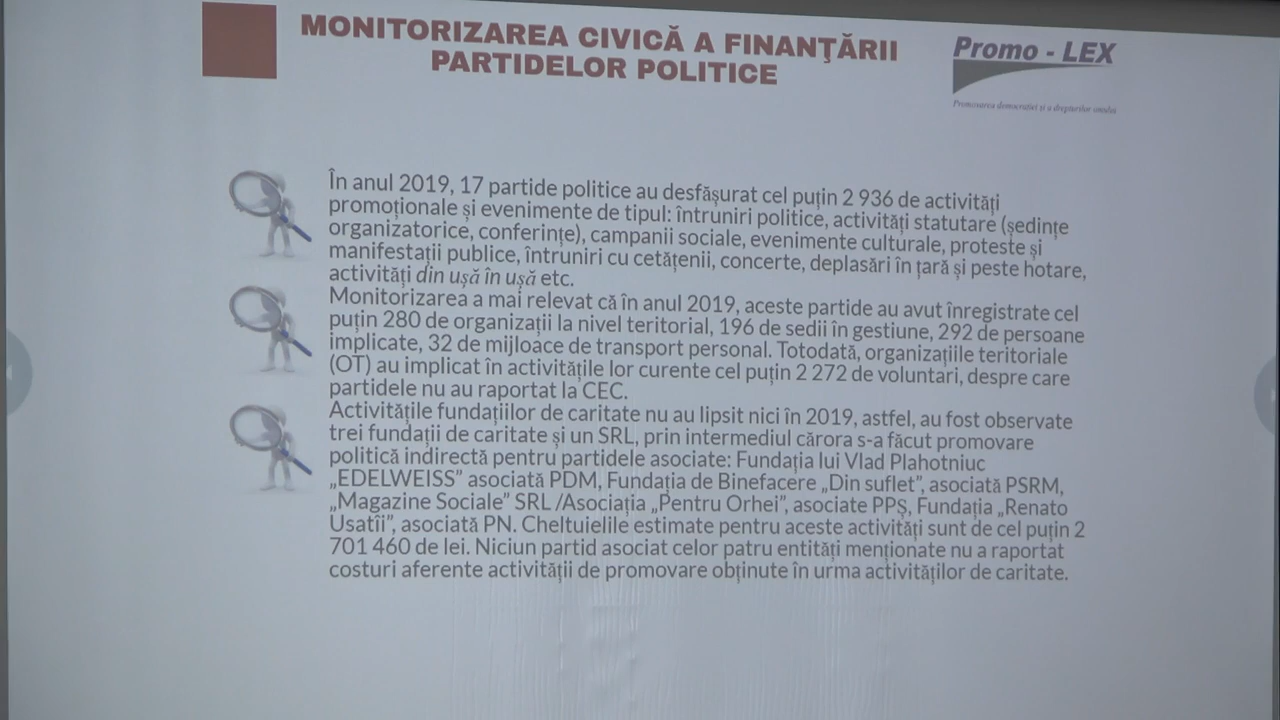 MONITORIZAREA CIVICĂ A FINANŢĂRII
PARTIDELOR POLITICE
Promo - LEX
Promovarea democrației și a drepturilor omului
În anul 2019, 17 partide politice au desfășurat cel puțin 2 936 de activități
promoționale și evenimente de tipul: întruniri politice, activități statutare (ședințe
organizatorice, conferințe), campanii sociale, evenimente culturale, proteste și
manifestații publice, întruniri cu cetățenii, concerte, deplasări în țară și peste hotare,
activități din ușă în ușă etc.
Monitorizarea a mai relevat că în anul 2019, aceste partide au avut înregistrate cel
puțin 280 de organizații la nivel teritorial, 196 de sedii în gestiune, 292 de persoane
implicate, 32 de mijloace de transport personal. Totodată, organizațiile teritoriale
(OT) au implicat în activitățile lor curente cel puțin 2 272 de voluntari, despre care
partidele nu au raportat la CEC.
Activitățile fundațiilor de caritate nu au lipsit nici în 2019, astfel, au fost observate
trei fundații de caritate și un SRL, prin intermediul cărora s-a făcut promovare
politică indirectă pentru partidele asociate: Fundația lui Vlad Plahotniuc
„EDELWEISS” asociată PDM, Fundația de Binefacere „Din suflet”, asociată PSRM,
„Magazine Sociale” SRL /Asociația „Pentru Orhei”, asociate PPȘ, Fundația „Renato
Usatîi”, asociată PN. Cheltuielile estimate pentru aceste activități sunt de cel puțin 2
701 460 de lei. Niciun partid asociat celor patru entități menționate nu a raportat
costuri aferente activității de promovare obținute în urma activităților de caritate.